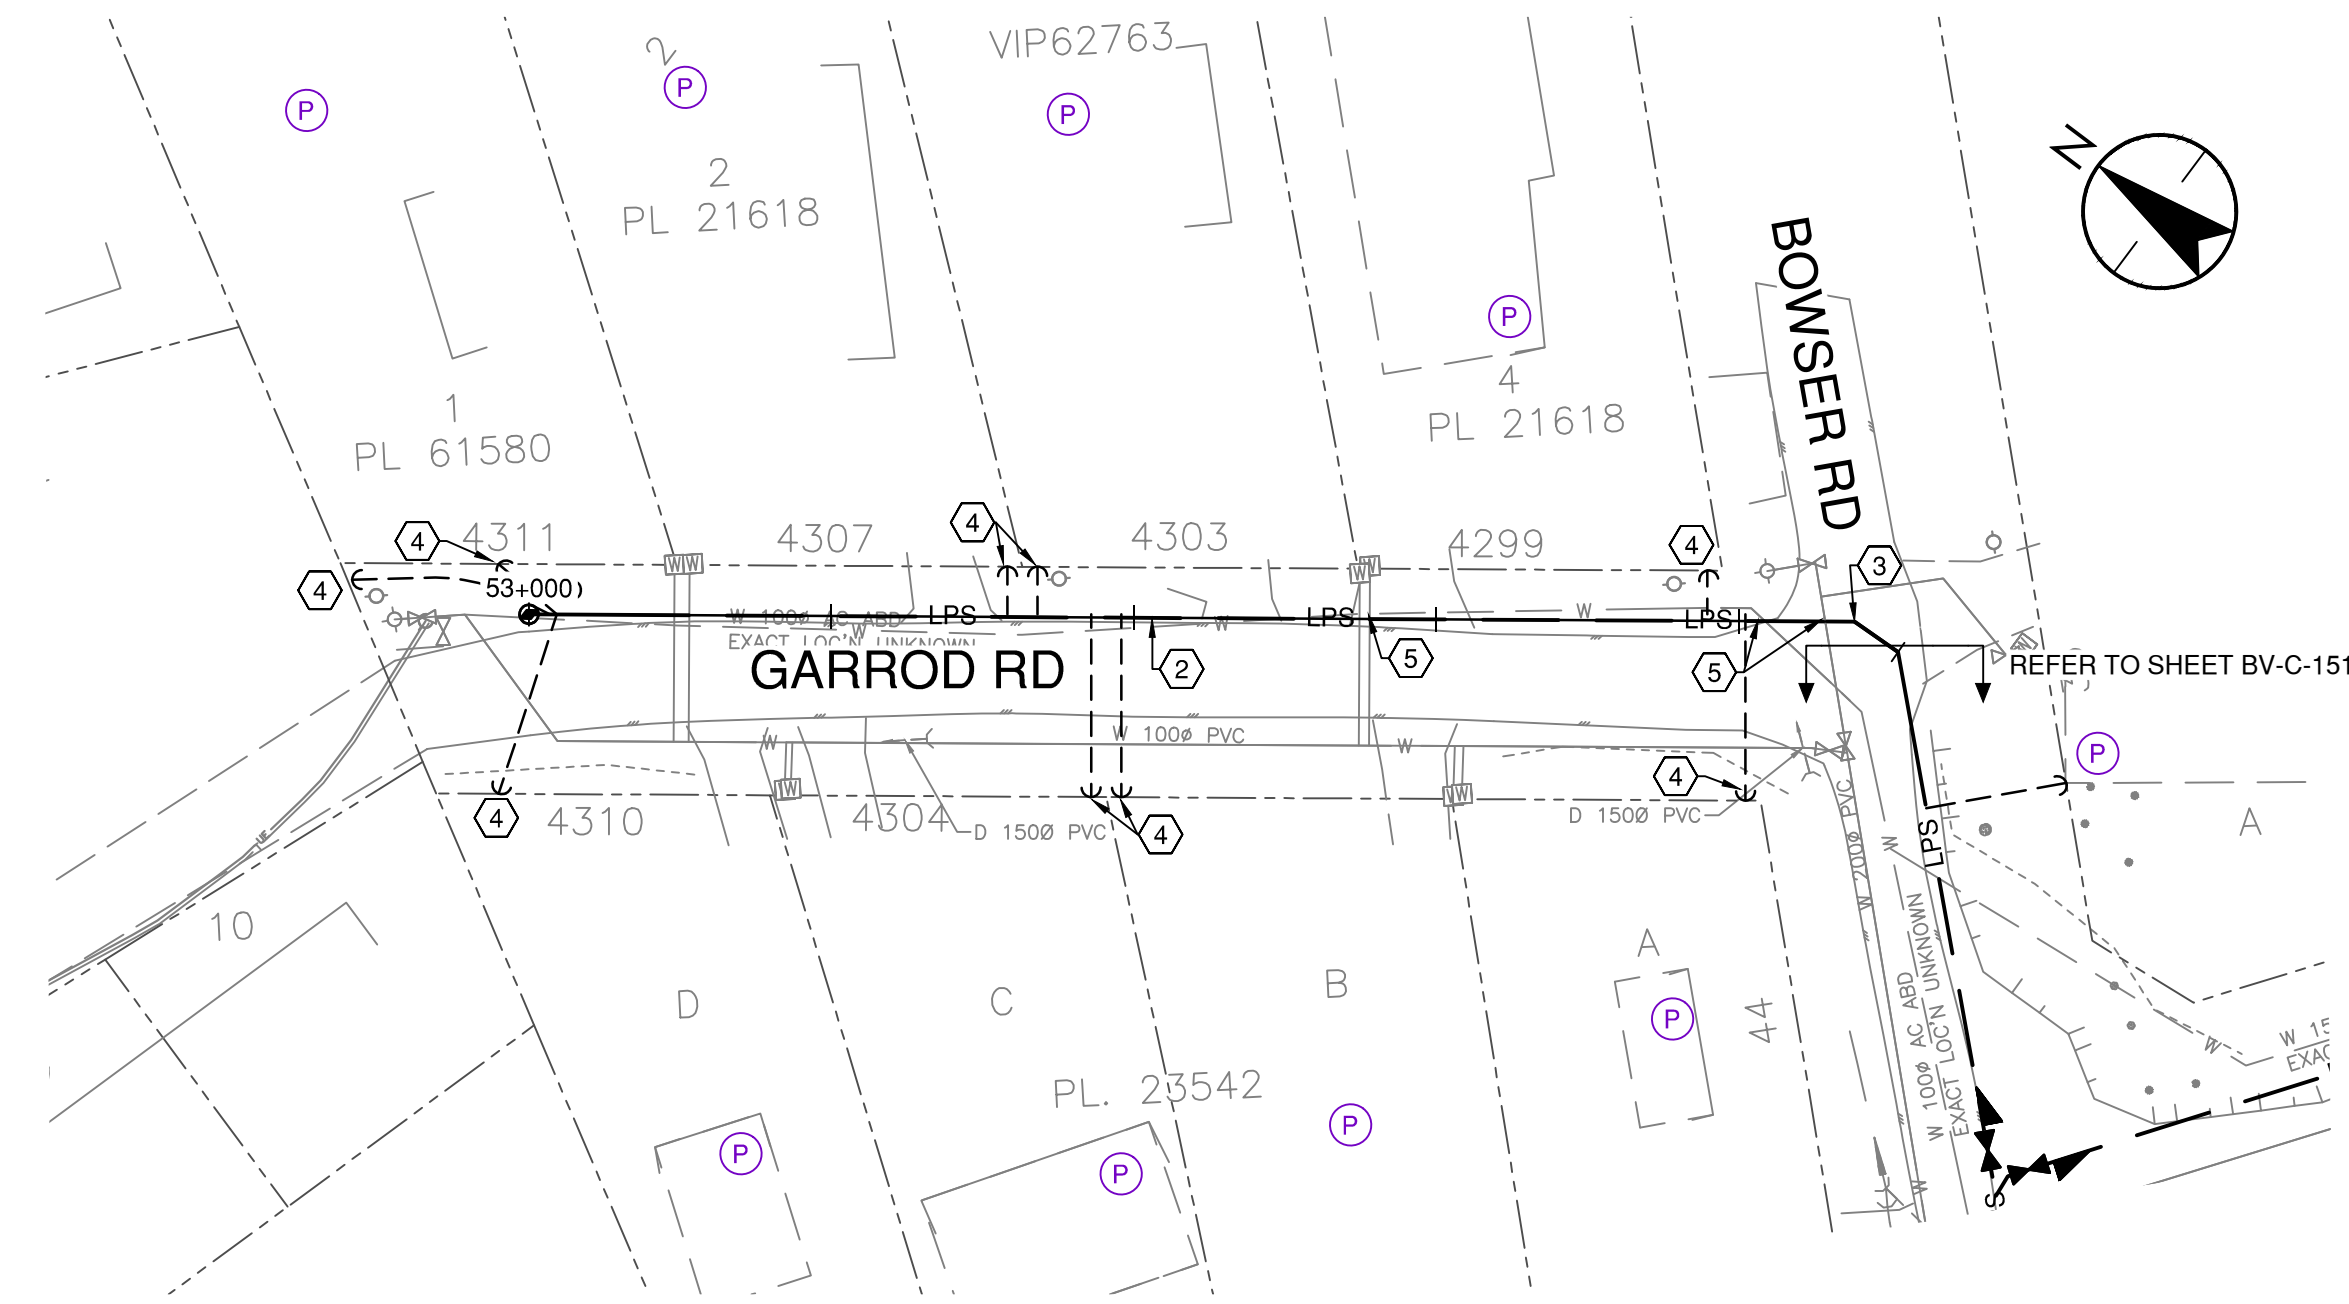 2
VIP62763
P
P
P
N
2
PL 21618
BOWSER RD
P
4
PL 21618
1
PL 61580
4
4311
4307
4
4303
4299
4
3
4
53+000
W 100ø AC ABD
EXACT LOC'N UNKNOWN
W
LPS
W
LPS
W
LPS
GARROD RD
2
5
5
REFER TO SHEET BV-C-151
W
W 100ø PVC
W
P
4
4310
4304
D 150Ø PVC
4
4
D 150Ø PVC
W 200ø PVC
W
LPS
A
10
D
C
B
A
P
44
W 100ø AC ABD
EXACT LOC'N UNKNOWN
W
W 15
EXAC
PL. 23542
P
P
P
W
S